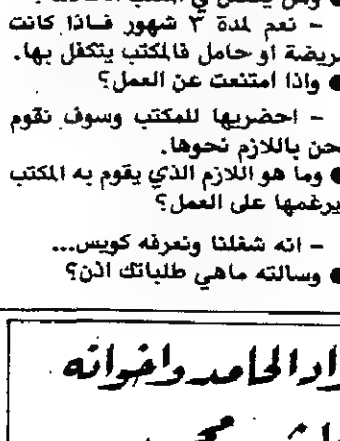 – نعم لمدة ٣ شهور فاذا كانت
مريضة او حامل فالمكتب يتكفل بها.
● واذا امتنعت عن العمل؟
– احضريها للمكتب وسوف نقوم
نحن باللازم نحوها.
● وما هو اللازم الذي يقوم به المكتب
ليرغمها على العمل؟
– انه شغلنا ونعرفه كويس...
● وسالته ماهي طلباتك اذن؟
الحامد واخوانه